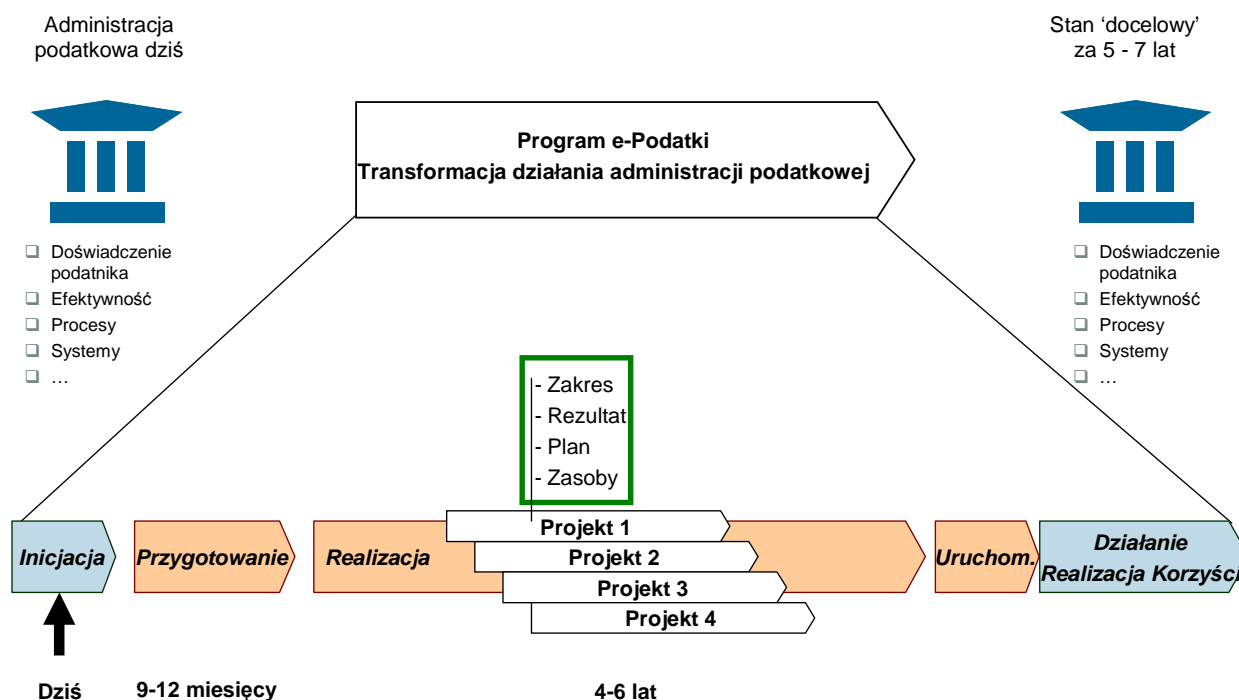 Administracja
podatkowa dziś
Stan ‘docelowy’
za 5 - 7 lat
Program e-Podatki
Transformacja działania administracji podatkowej
Doświadczenie
podatnika
Efektywność
Procesy
Systemy
…
Doświadczenie
podatnika
Efektywność
Procesy
Systemy
…
- Zakres
- Rezultat
- Plan
- Zasoby
Inicjacja
Przygotowanie
Realizacja
Projekt 1
Projekt 2
Projekt 3
Projekt 4
Uruchom.
Działanie
Realizacja Korzyści
Dziś
9-12 miesięcy
4-6 lat